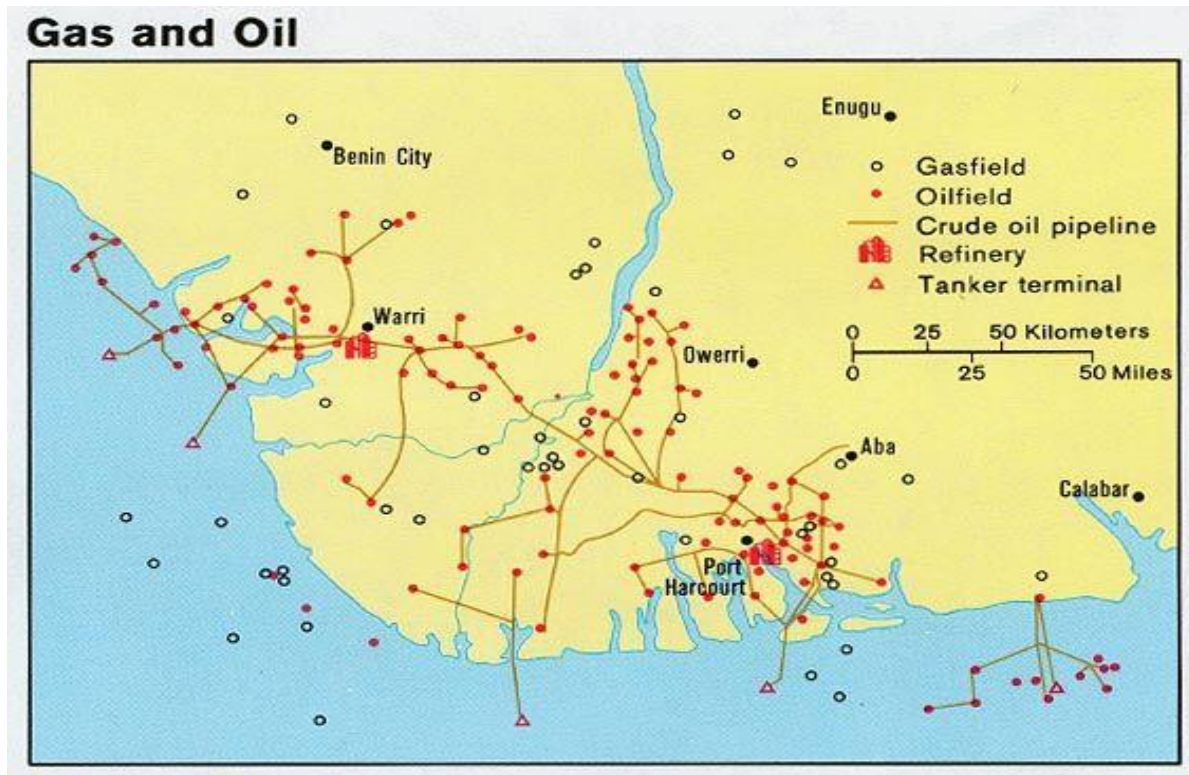 Gas and Oil
Enugu
Benin City
Gasfield
Oilfield
Crude oil pipeline
Refinery
Tanker terminal
Warri
0 25 50 Kilometers
0 25 50 Miles
Owerri
Aba
Calabar
Port
Harcourt